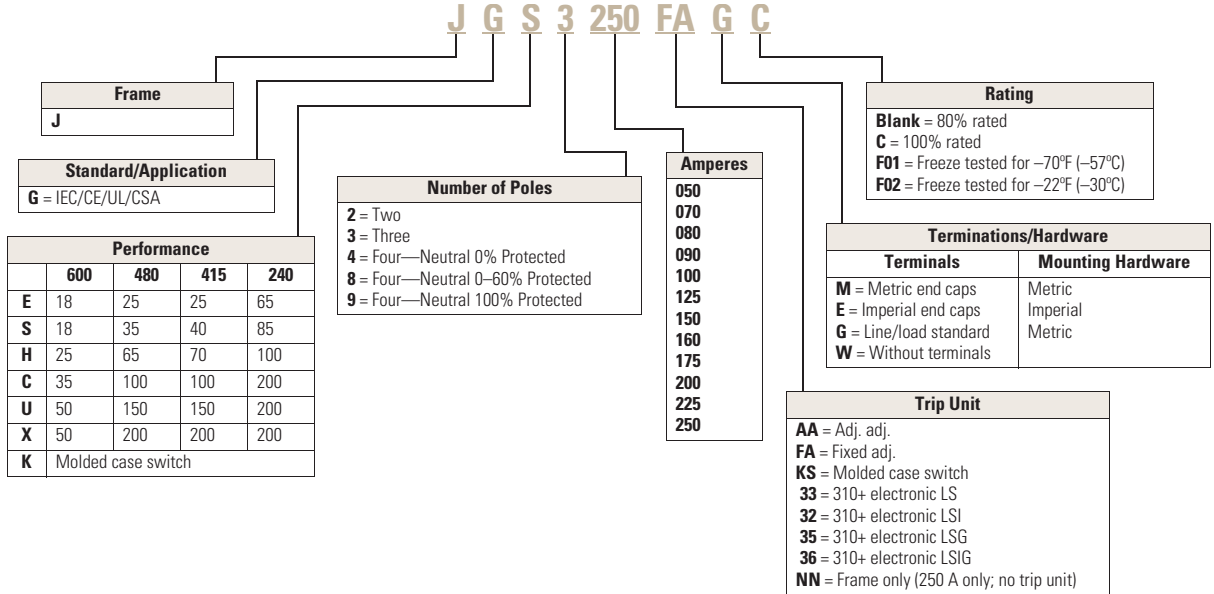 J G S 3 250 FA G C
Frame
J
Standard/Application
G = IEC/CE/UL/CSA
Performance
600 480 415 240
E 18 25 25 65
S 18 35 40 85
H 25 65 70 100
C 35 100 100 200
U 50 150 150 200
X 50 200 200 200
K Molded case switch
Number of Poles
2 = Two
3 = Three
4 = Four—Neutral 0% Protected
8 = Four—Neutral 0–60% Protected
9 = Four—Neutral 100% Protected
Amperes
050
070
080
090
100
125
150
160
175
200
225
250
Rating
Blank = 80% rated
C = 100% rated
F01 = Freeze tested for –70ºF (–57ºC)
F02 = Freeze tested for –22ºF (–30ºC)
Terminations/Hardware
Terminals Mounting Hardware
M = Metric end caps Metric
E = Imperial end caps Imperial
G = Line/load standard Metric
W = Without terminals
Trip Unit
AA = Adj. adj.
FA = Fixed adj.
KS = Molded case switch
33 = 310+ electronic LS
32 = 310+ electronic LSI
35 = 310+ electronic LSG
36 = 310+ electronic LSIG
NN = Frame only (250 A only; no trip unit)